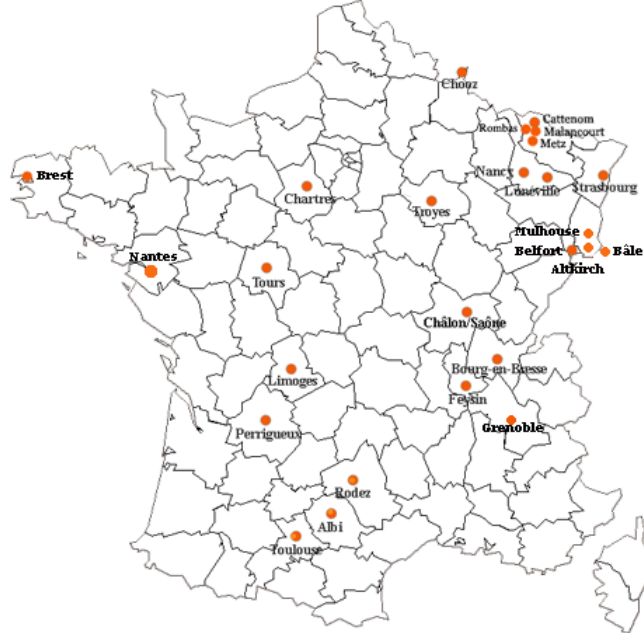 Chooz
Cattenom
Rombas
Malancourt
Metz
Brest
Nancy
Lunéville
Strasbourg
Chartres
Troyes
Mulhouse
Nantes
Belfort
Bâle
Altkirch
Tours
Châlon/Saône
Bourg-en-Bresse
Limoges
Feysin
Perrigueux
Grenoble
Rodez
Albi
Toulouse